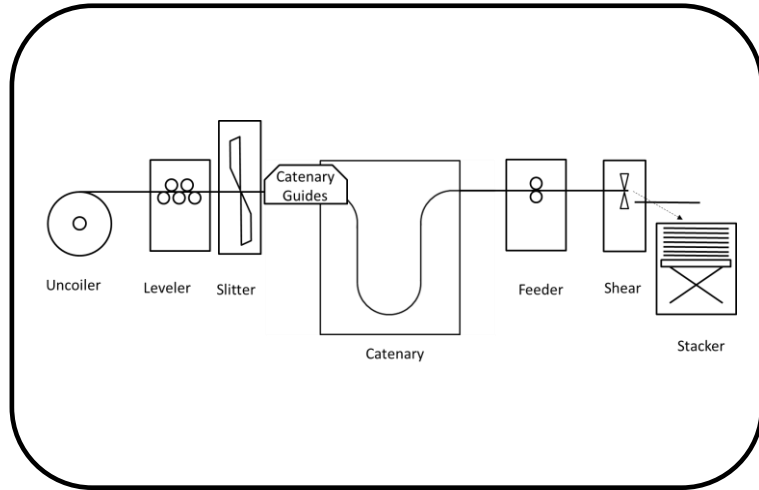 Catenary
Guides
Uncoiler
Leveler
Slitter
Feeder
Shear
Catenary
Stacker